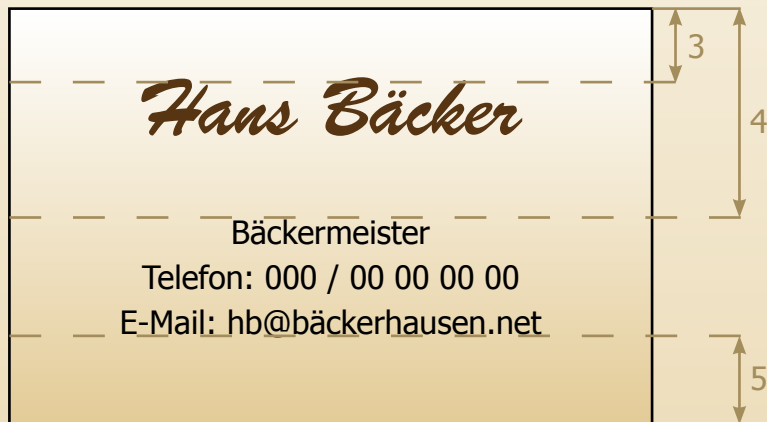 3
Hans Bäcker
4
Bäckermeister
Telefon: 000 / 00 00 00 00
E-Mail: hb@bäckerhausen.net
5